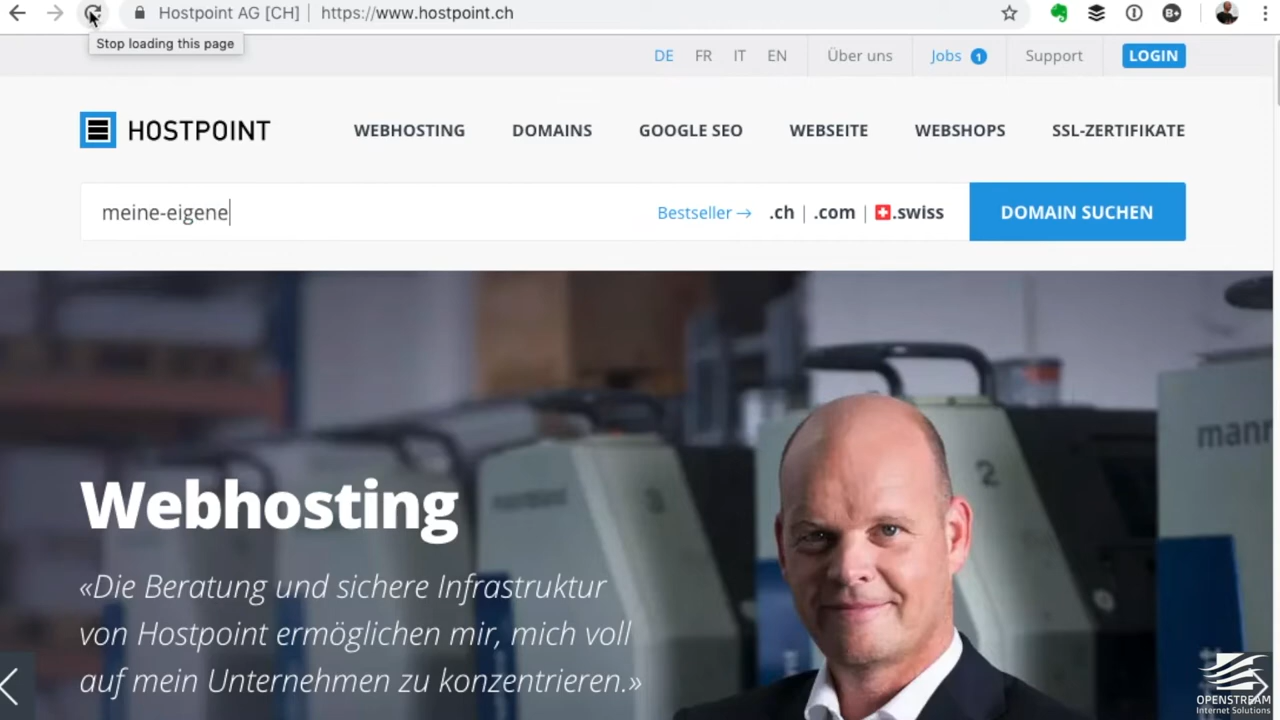 Hostpoint AG [CH] | https://www.hostpoint.ch
Stop loading this page
DE FR IT EN Über uns Jobs 1 Support LOGIN
HOSTPOINT WEBHOSTING DOMAINS GOOGLE SEO WEBSEITE WEBSHOPS SSL-ZERTIFIKATE
meine-eigene Bestseller → .ch | .com | .swiss DOMAIN SUCHEN
2
3
Webhosting
«Die Beratung und sichere Infrastruktur
von Hostpoint ermöglichen mir, mich voll
auf mein Unternehmen zu konzentrieren.»
OPENSTREAM
Internet Solutions